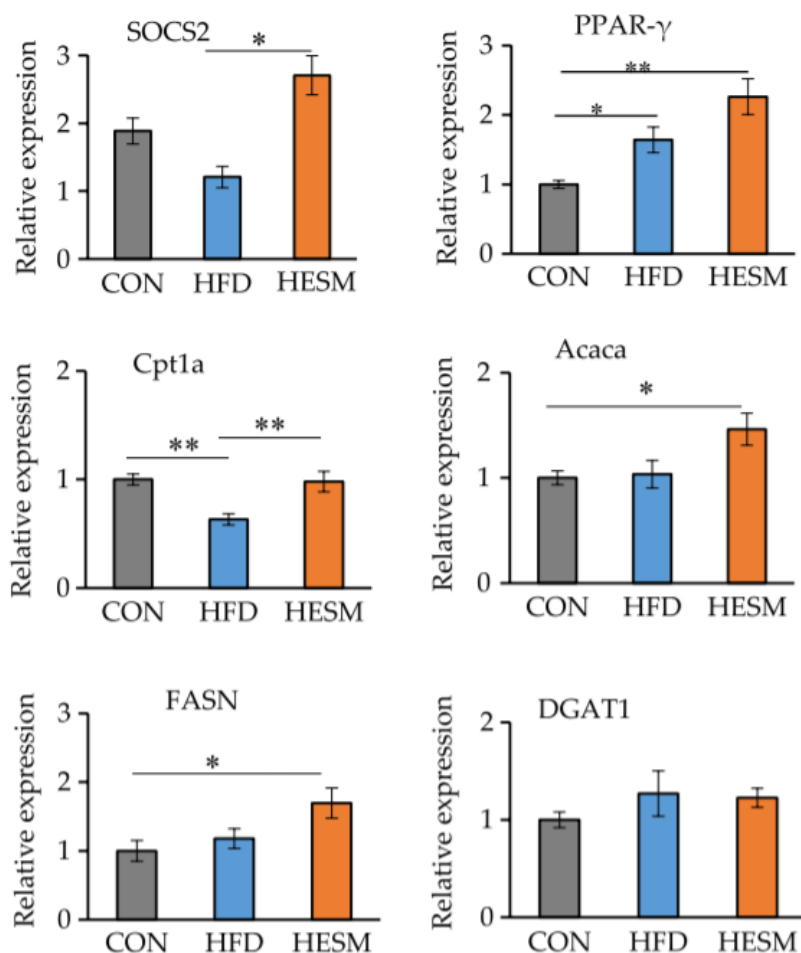 SOCS2
*
Relative expression
3
2
1
0
CON HFD HESM
PPAR-γ
**
*
Relative expression
3
2
1
0
CON HFD HESM
Cpt1a
** **
Relative expression
2
1
0
CON HFD HESM
Acaca
*
Relative expression
2
1
0
CON HFD HESM
FASN
*
Relative expression
3
2
1
0
CON HFD HESM
DGAT1
Relative expression
2
1
0
CON HFD HESM